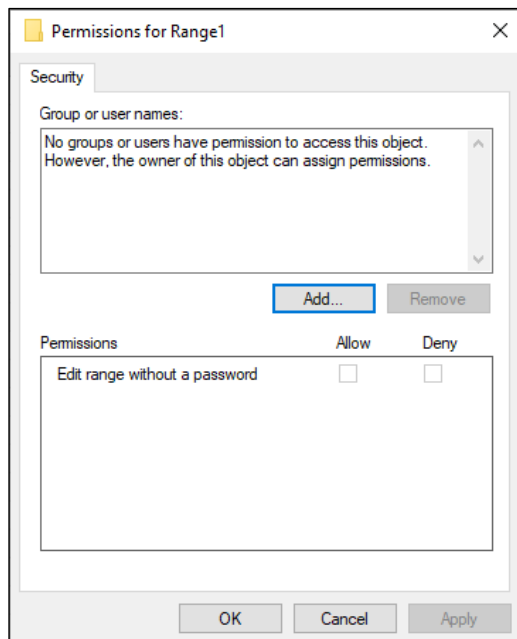 Permissions for Range1
Security
Group or user names:
No groups or users have permission to access this object.
However, the owner of this object can assign permissions.
Add...
Remove
Permissions Allow Deny
Edit range without a password
OK Cancel Apply